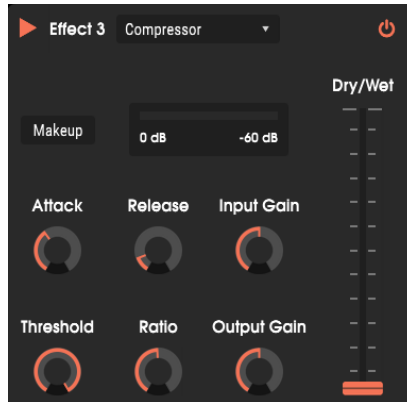 Effect 3 Compressor
Dry/Wet
Makeup
0 dB -60 dB
Attack Release Input Gain
Threshold Ratio Output Gain